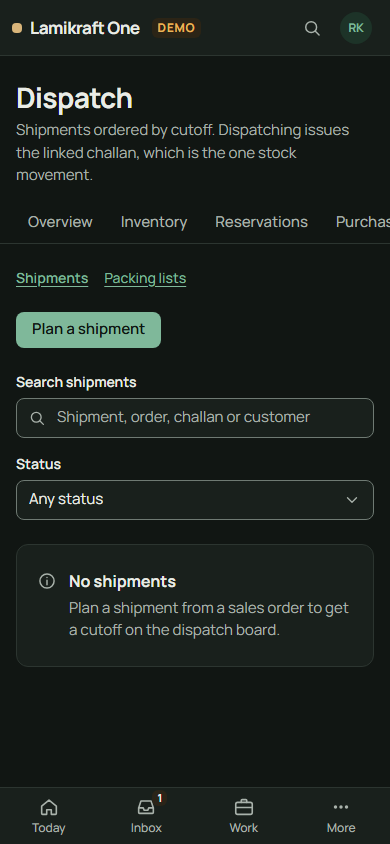 Lamikraft One DEMO RK
Dispatch
Shipments ordered by cutoff. Dispatching issues
the linked challan, which is the one stock
movement.
Overview Inventory Reservations Purchas
Shipments Packing lists
Plan a shipment
Search shipments
Shipment, order, challan or customer
Status
Any status
No shipments
Plan a shipment from a sales order to get
a cutoff on the dispatch board.
1
Today Inbox Work More